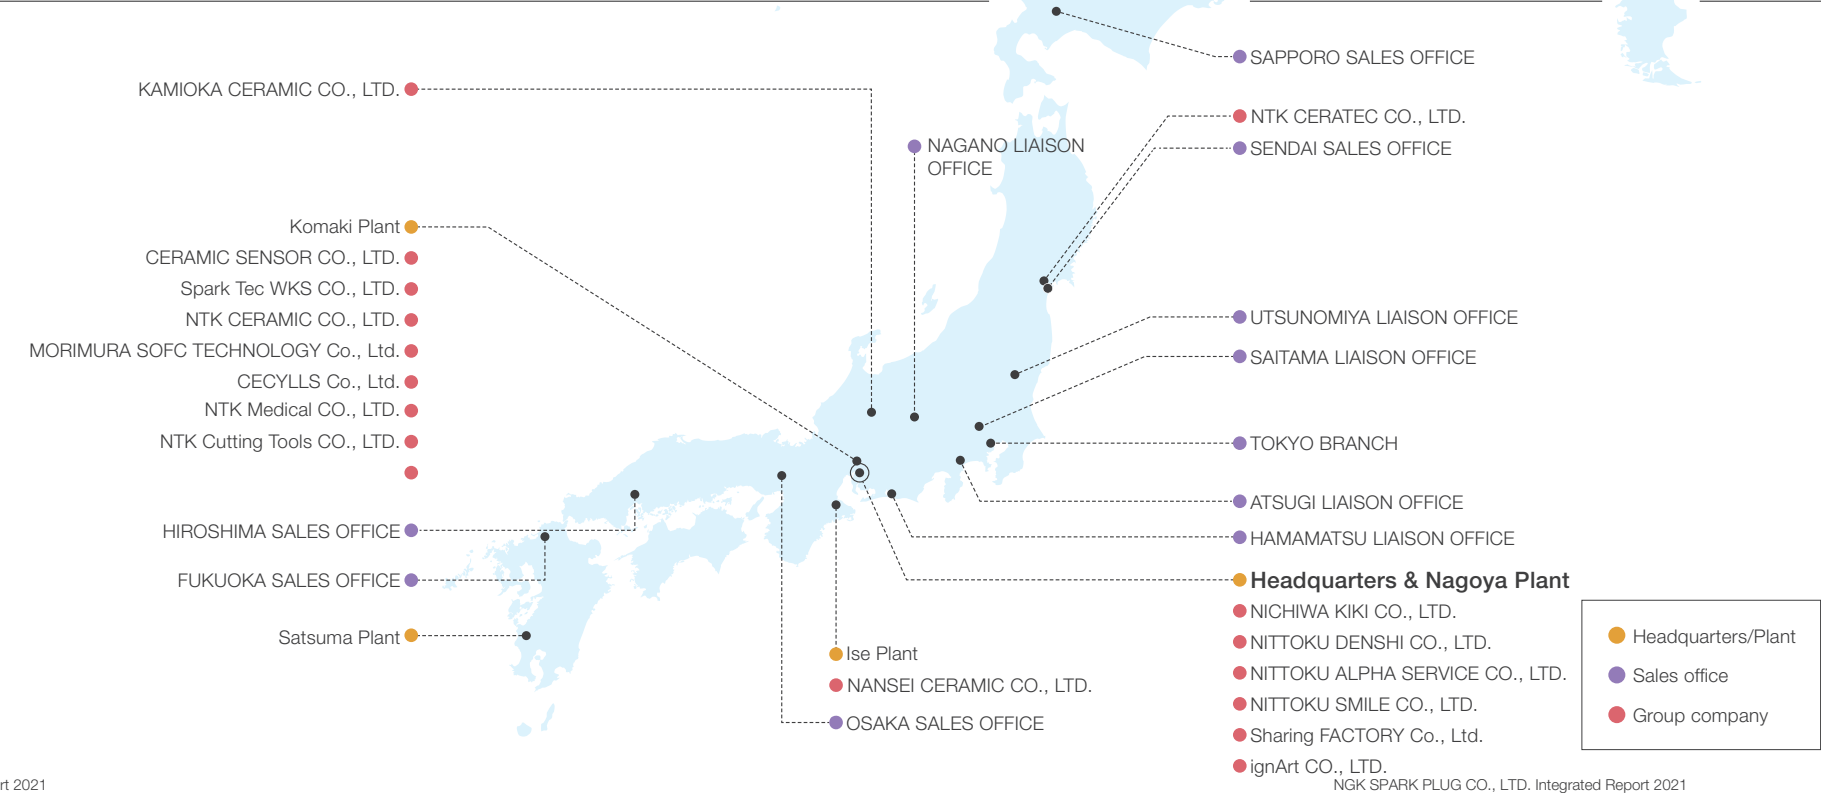 KAMIOKA CERAMIC CO., LTD.
Komaki Plant
CERAMIC SENSOR CO., LTD.
Spark Tec WKS CO., LTD.
NTK CERAMIC CO., LTD.
MORIMURA SOFC TECHNOLOGY Co., Ltd.
CECYLLS Co., Ltd.
NTK Medical CO., LTD.
NTK Cutting Tools CO., LTD.
HIROSHIMA SALES OFFICE
FUKUOKA SALES OFFICE
Satsuma Plant
NAGANO LIAISON
OFFICE
Ise Plant
NANSEI CERAMIC CO., LTD.
OSAKA SALES OFFICE
SAPPORO SALES OFFICE
NTK CERATEC CO., LTD.
SENDAI SALES OFFICE
UTSUNOMIYA LIAISON OFFICE
SAITAMA LIAISON OFFICE
TOKYO BRANCH
ATSUGI LIAISON OFFICE
HAMAMATSU LIAISON OFFICE
Headquarters & Nagoya Plant
NICHIWA KIKI CO., LTD.
NITTOKU DENSHI CO., LTD.
NITTOKU ALPHA SERVICE CO., LTD.
NITTOKU SMILE CO., LTD.
Sharing FACTORY Co., Ltd.
ignArt CO., LTD.
Headquarters/Plant
Sales office
Group company
rt 2021
NGK SPARK PLUG CO., LTD. Integrated Report 2021